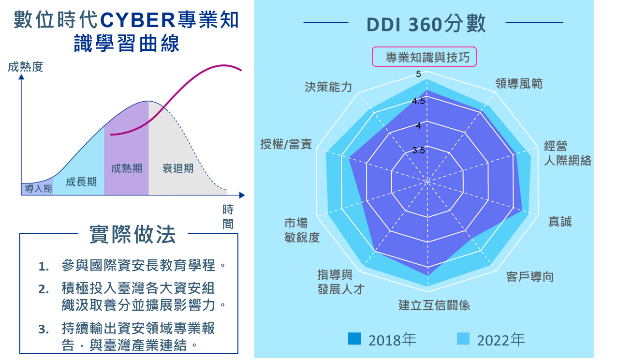 數位時代CYBER專業知
識學習曲線
成熟度
導入期
成長期
成熟期
衰退期
時
間
實際做法
1. 參與國際資安長教育學程。
2. 積極投入臺灣各大資安組
織汲取養分並擴展影響力。
3. 持續輸出資安領域專業報
告，與臺灣產業連結。
DDI 360分數
專業知識與技巧
領導風範
經營
人際網絡
真誠
客戶導向
建立互信關係
指導與
發展人才
市場
敏銳度
授權/當責
決策能力
5
4.5
4
3.5
2018年
2022年